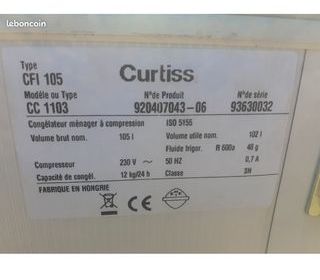 leboncoin
Type
CFI 105
Curtiss
Modèle ou Type N°de Produit N°de série
CC 1103 920407043-06 93630032
Congélateur ménager à compression ISO 5155
Volume brut nom. 105 l Volume utile nom. 102 l
Fluide frigor. R 600a 46 g
Compresseur 230 V ~ 50 HZ 0,7 A
Capacité de congél. 12 kg/24 h Classe SN
FABRIQUE EN HONGRIE
CE